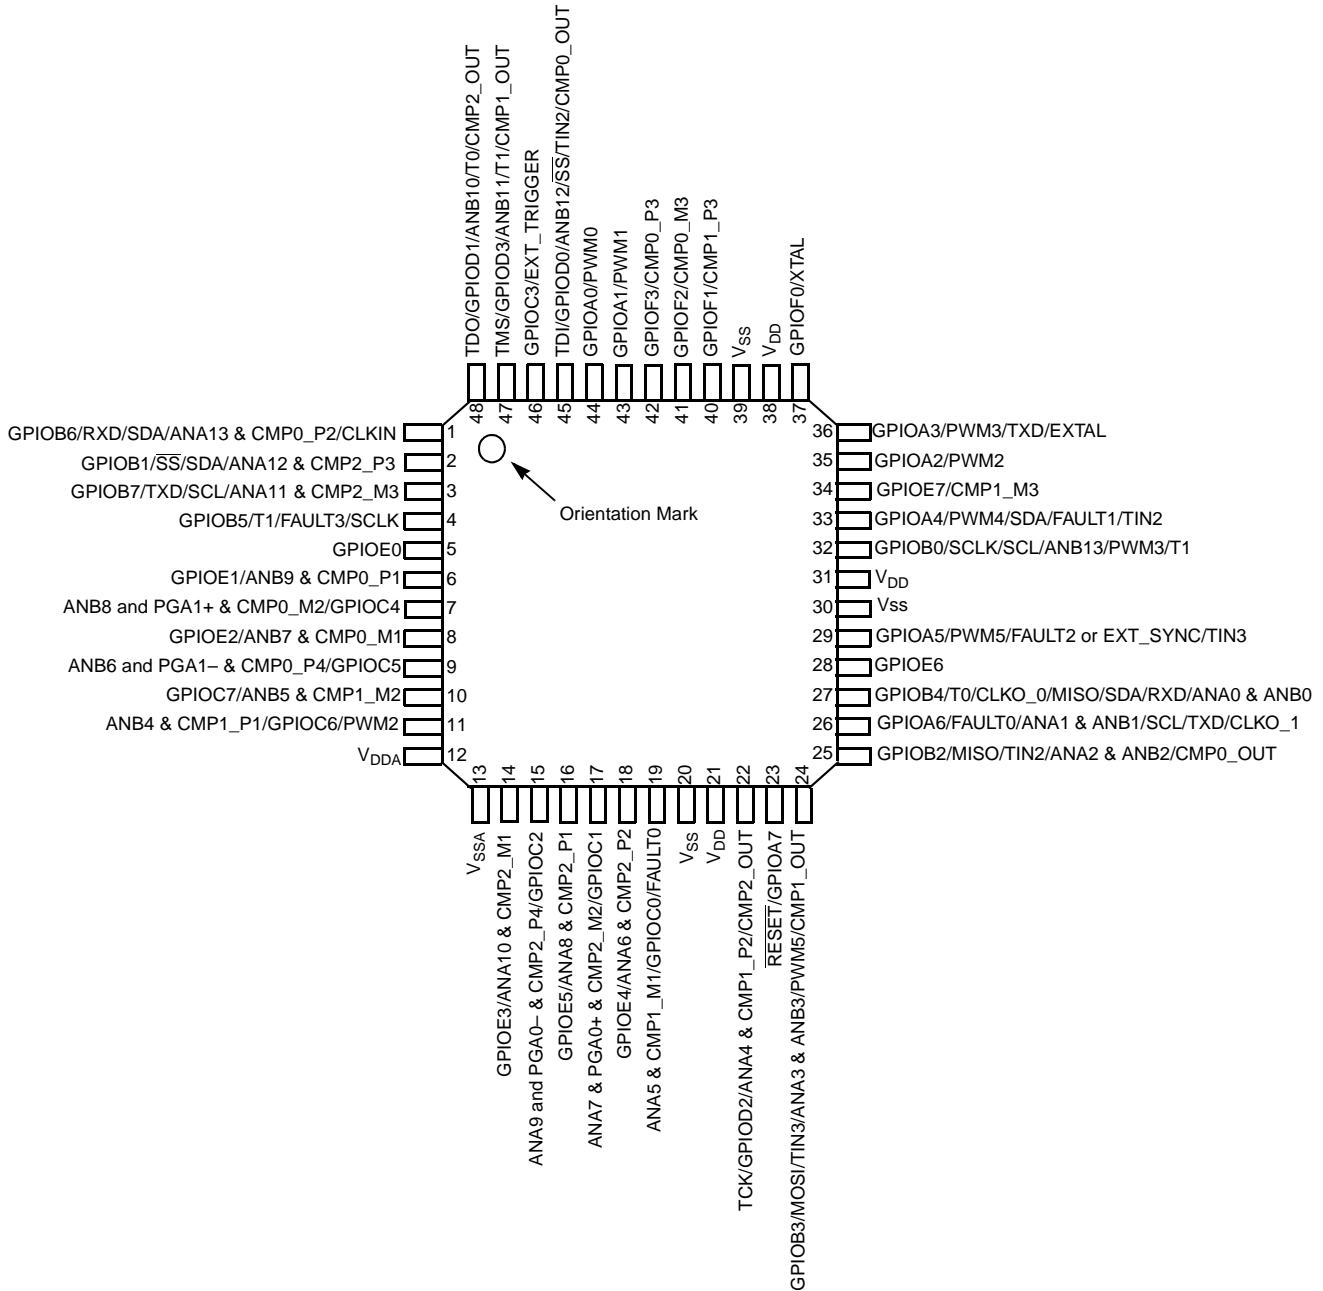 TDO/GPIOD1/ANB10/T0/CMP2_OUT
TMS/GPIOD3/ANB11/T1/CMP1_OUT
GPIOC3/EXT_TRIGGER
TDI/GPIOD0/ANB12/SS/TIN2/CMP0_OUT
GPIOA0/PWM0
GPIOA1/PWM1
GPIOF3/CMP0_P3
GPIOF2/CMP0_M3
GPIOF1/CMP1_P3
VSS
VDD
GPIOF0/XTAL
48
47
46
45
44
43
42
41
40
39
38
37
GPIOB6/RXD/SDA/ANA13 & CMP0_P2/CLKIN 1
GPIOB1/SS/SDA/ANA12 & CMP2_P3 2
GPIOB7/TXD/SCL/ANA11 & CMP2_M3 3
GPIOB5/T1/FAULT3/SCLK 4
GPIOE0 5
GPIOE1/ANB9 & CMP0_P1 6
ANB8 and PGA1+ & CMP0_M2/GPIOC4 7
GPIOE2/ANB7 & CMP0_M1 8
ANB6 and PGA1– & CMP0_P4/GPIOC5 9
GPIOC7/ANB5 & CMP1_M2 10
ANB4 & CMP1_P1/GPIOC6/PWM2 11
VDDA 12
Orientation Mark
36 GPIOA3/PWM3/TXD/EXTAL
35 GPIOA2/PWM2
34 GPIOE7/CMP1_M3
33 GPIOA4/PWM4/SDA/FAULT1/TIN2
32 GPIOB0/SCLK/SCL/ANB13/PWM3/T1
31 VDD
30 Vss
29 GPIOA5/PWM5/FAULT2 or EXT_SYNC/TIN3
28 GPIOE6
27 GPIOB4/T0/CLKO_0/MISO/SDA/RXD/ANA0 & ANB0
26 GPIOA6/FAULT0/ANA1 & ANB1/SCL/TXD/CLKO_1
25 GPIOB2/MISO/TIN2/ANA2 & ANB2/CMP0_OUT
13
14
15
16
17
18
19
20
21
22
23
24
VSSA
GPIOE3/ANA10 & CMP2_M1
ANA9 and PGA0– & CMP2_P4/GPIOC2
GPIOE5/ANA8 & CMP2_P1
ANA7 & PGA0+ & CMP2_M2/GPIOC1
GPIOE4/ANA6 & CMP2_P2
ANA5 & CMP1_M1/GPIOC0/FAULT0
VSS
VDD
TCK/GPIOD2/ANA4 & CMP1_P2/CMP2_OUT
RESET/GPIOA7
GPIOB3/MOSI/TIN3/ANA3 & ANB3/PWM5/CMP1_OUT